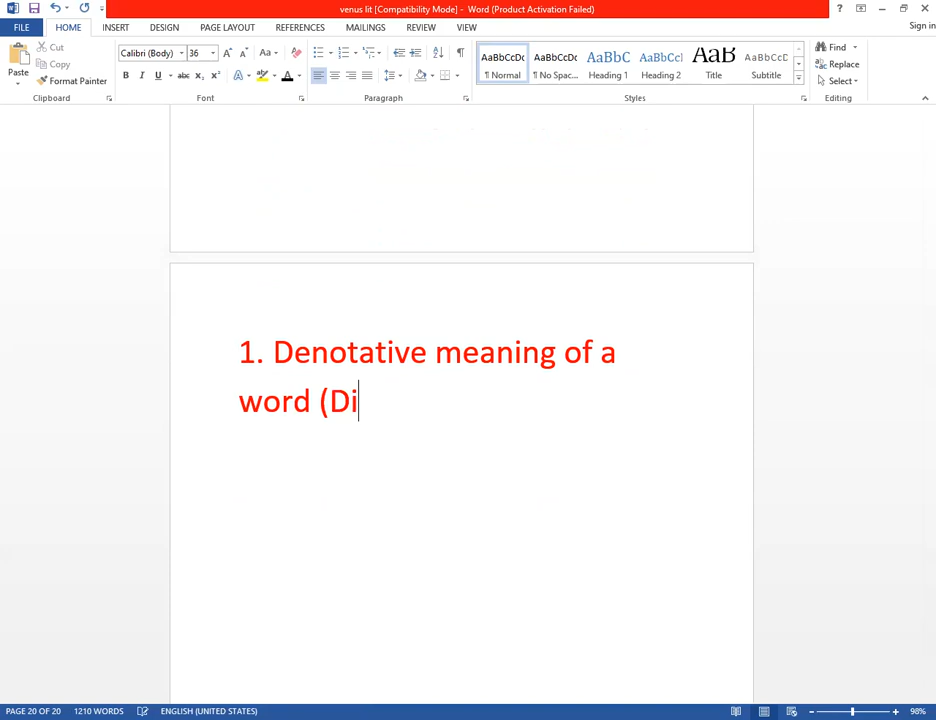 venus lit [Compatibility Mode] - Word (Product Activation Failed)
FILE HOME INSERT DESIGN PAGE LAYOUT REFERENCES MAILINGS REVIEW VIEW Sign in
Paste Cut Copy Format Painter
Calibri (Body) 36
AaBbCcDc ¶ Normal AaBbCcDc ¶ No Spac... AaBbC Heading 1 AaBbCcI Heading 2 AaB Title AaBbCcC Subtitle
Find Replace Select
Clipboard Font Paragraph Styles Editing
1. Denotative meaning of a
word (Di
PAGE 20 OF 20 1210 WORDS ENGLISH (UNITED STATES) 98%